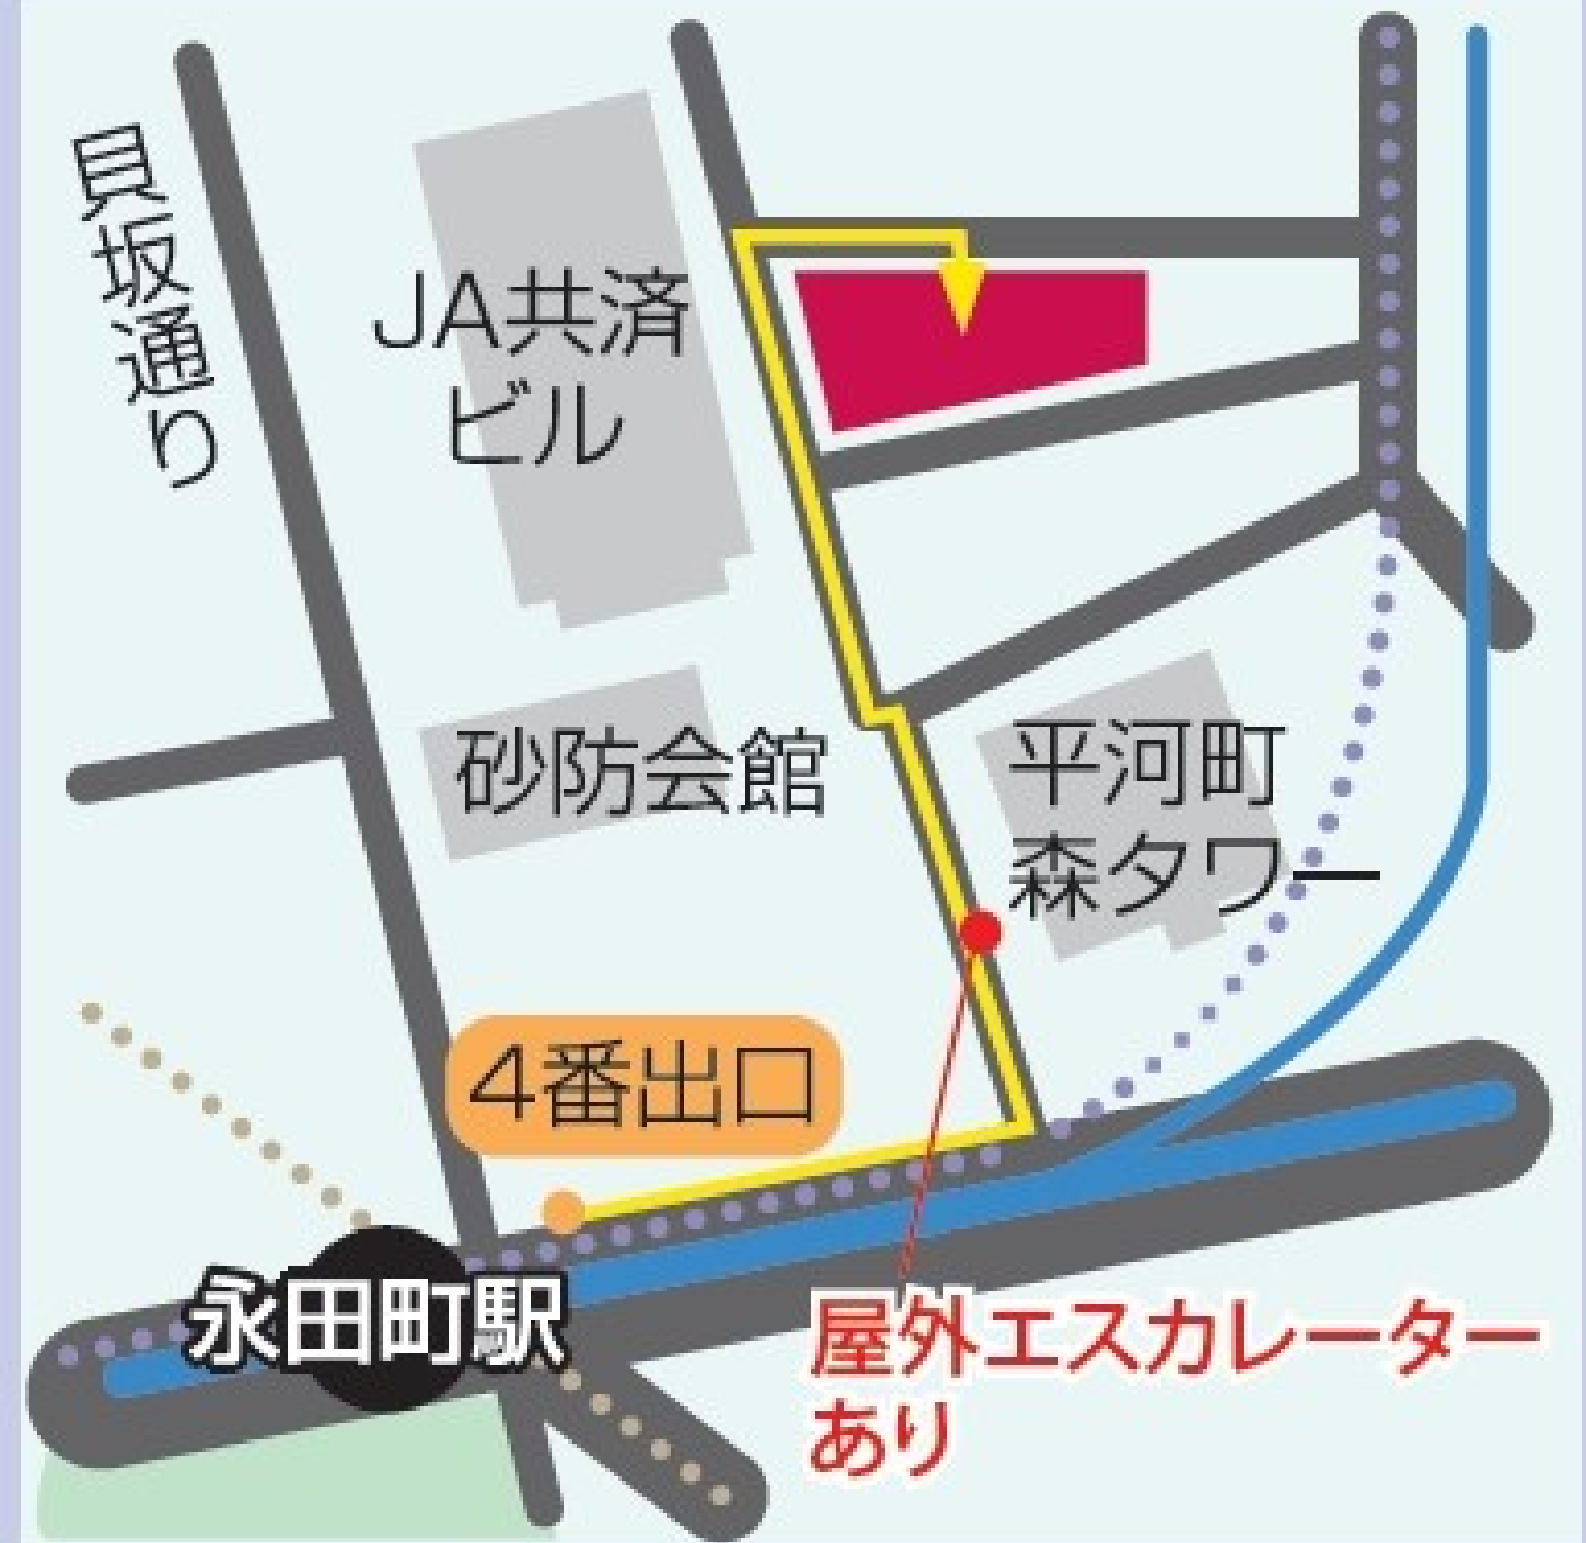 貝坂通り
JA共済
ビル
砂防会館
平河町
森タワー
4番出口
永田町駅
屋外エスカレーター
あり